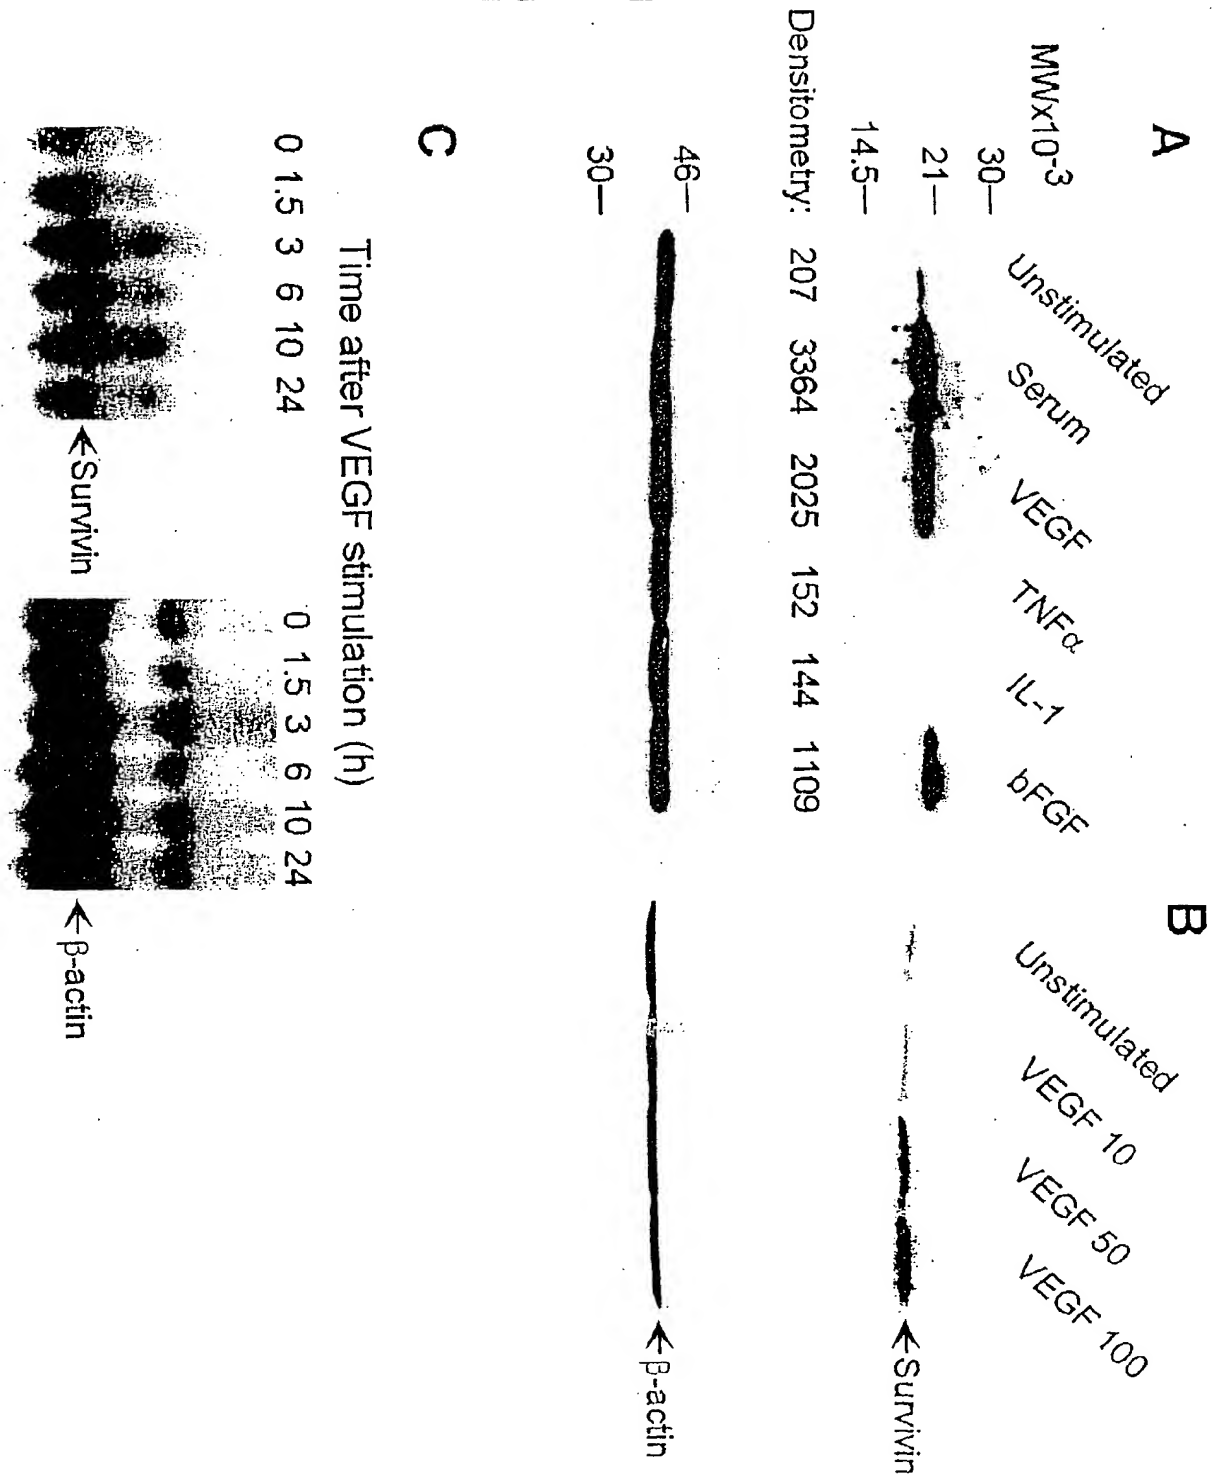 A
MWx10-3
Unstimulated
Serum
VEGF
TNFα
IL-1
bFGF
30—
21—
14.5—
Densitometry: 207 3364 2025 152 144 1109
46—
30—
B
Unstimulated
VEGF 10
VEGF 50
VEGF 100
←Survivin
←β-actin
C
Time after VEGF stimulation (h)
0 1.5 3 6 10 24
←Survivin
0 1.5 3 6 10 24
←β-actin